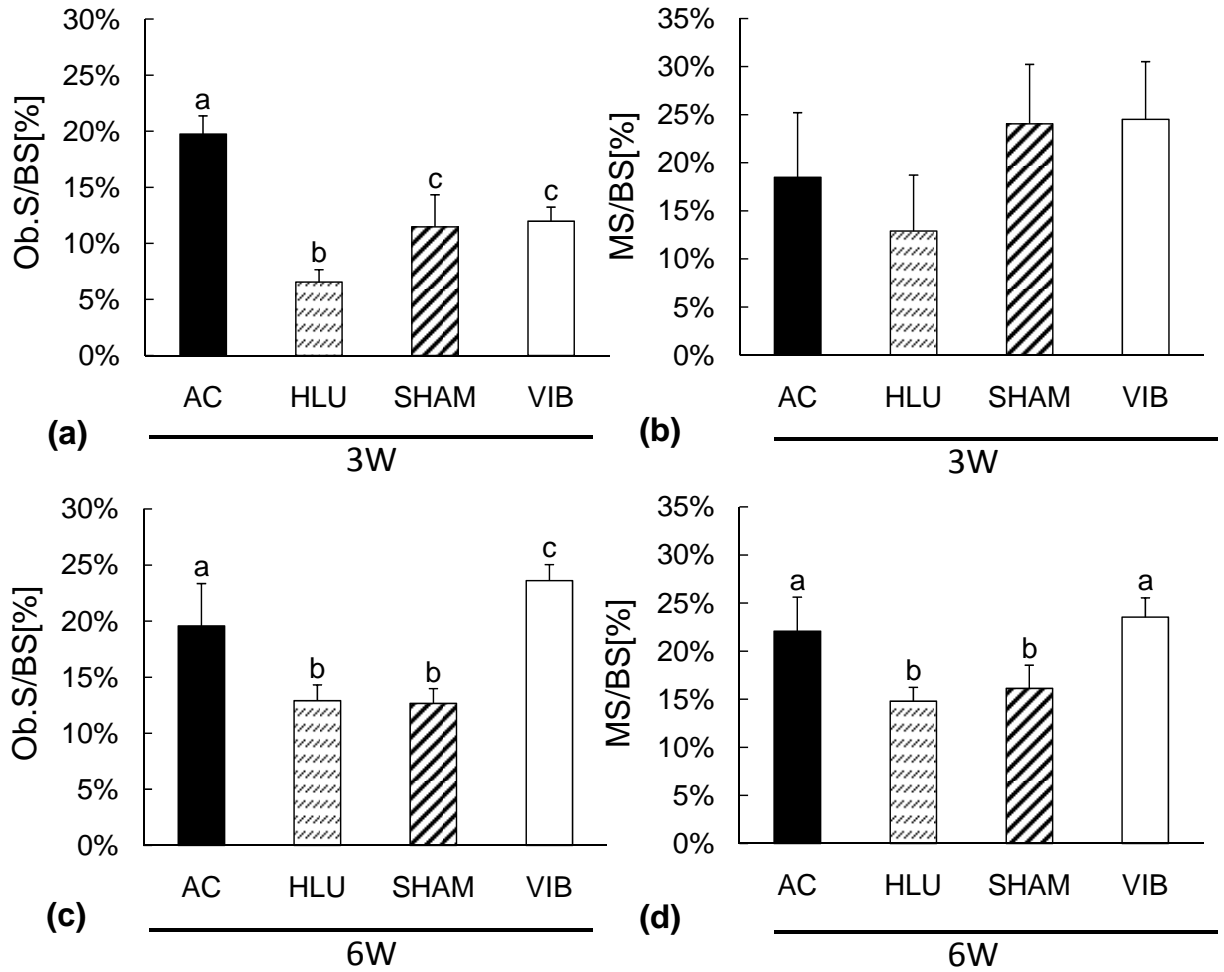 30%
25%
20%
15%
10%
5%
0%
Ob.S/BS[%]
a
b
c
c
AC HLU SHAM VIB
(a)
3W
35%
30%
25%
20%
15%
10%
5%
0%
MS/BS[%]
AC HLU SHAM VIB
(b)
3W
30%
25%
20%
15%
10%
5%
0%
Ob.S/BS[%]
a
b
b
c
AC HLU SHAM VIB
(c)
6W
35%
30%
25%
20%
15%
10%
5%
0%
MS/BS[%]
a
b
b
a
AC HLU SHAM VIB
(d)
6W